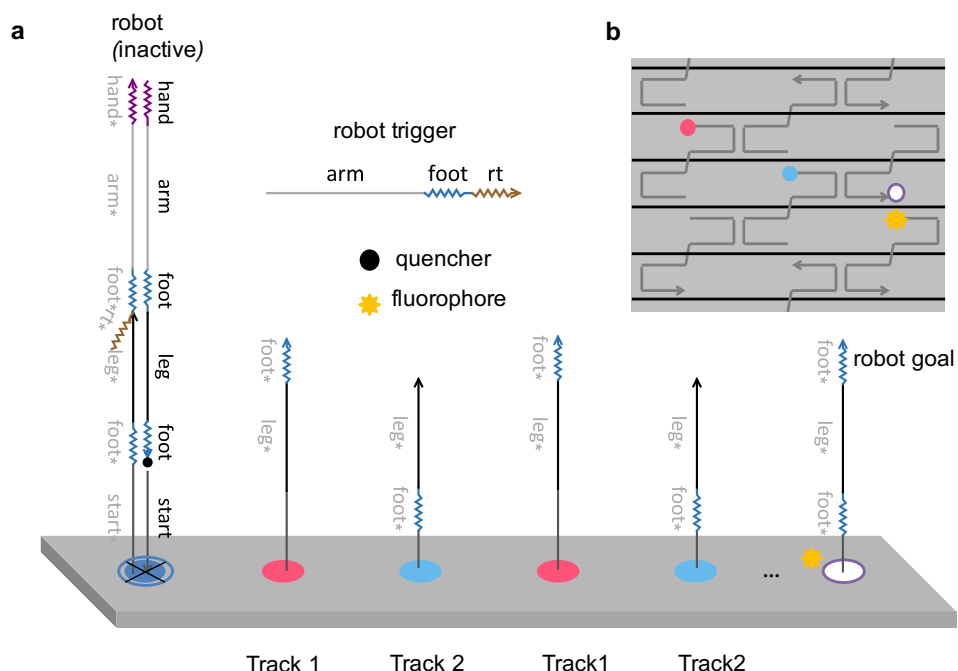 a
robot
(inactive)
b
hand*
hand
robot trigger
arm
foot
rt
arm*
arm
quencher
fluorophore
foot*
foot
rt*
leg*
leg
foot*
foot
start*
start
foot*
leg*
leg*
foot*
foot*
leg*
leg*
foot*
foot*
robot goal
leg*
foot*
...
Track 1
Track 2
Track1
Track2